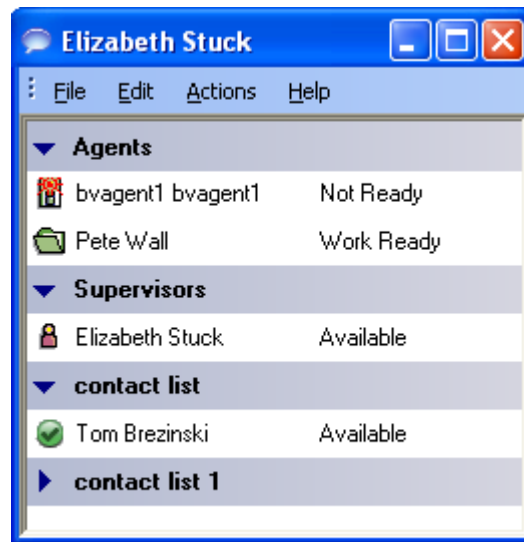 Elizabeth Stuck
File Edit Actions Help
Agents
bvagent1 bvagent1 Not Ready
Pete Wall Work Ready
Supervisors
Elizabeth Stuck Available
contact list
Tom Brezinski Available
contact list 1